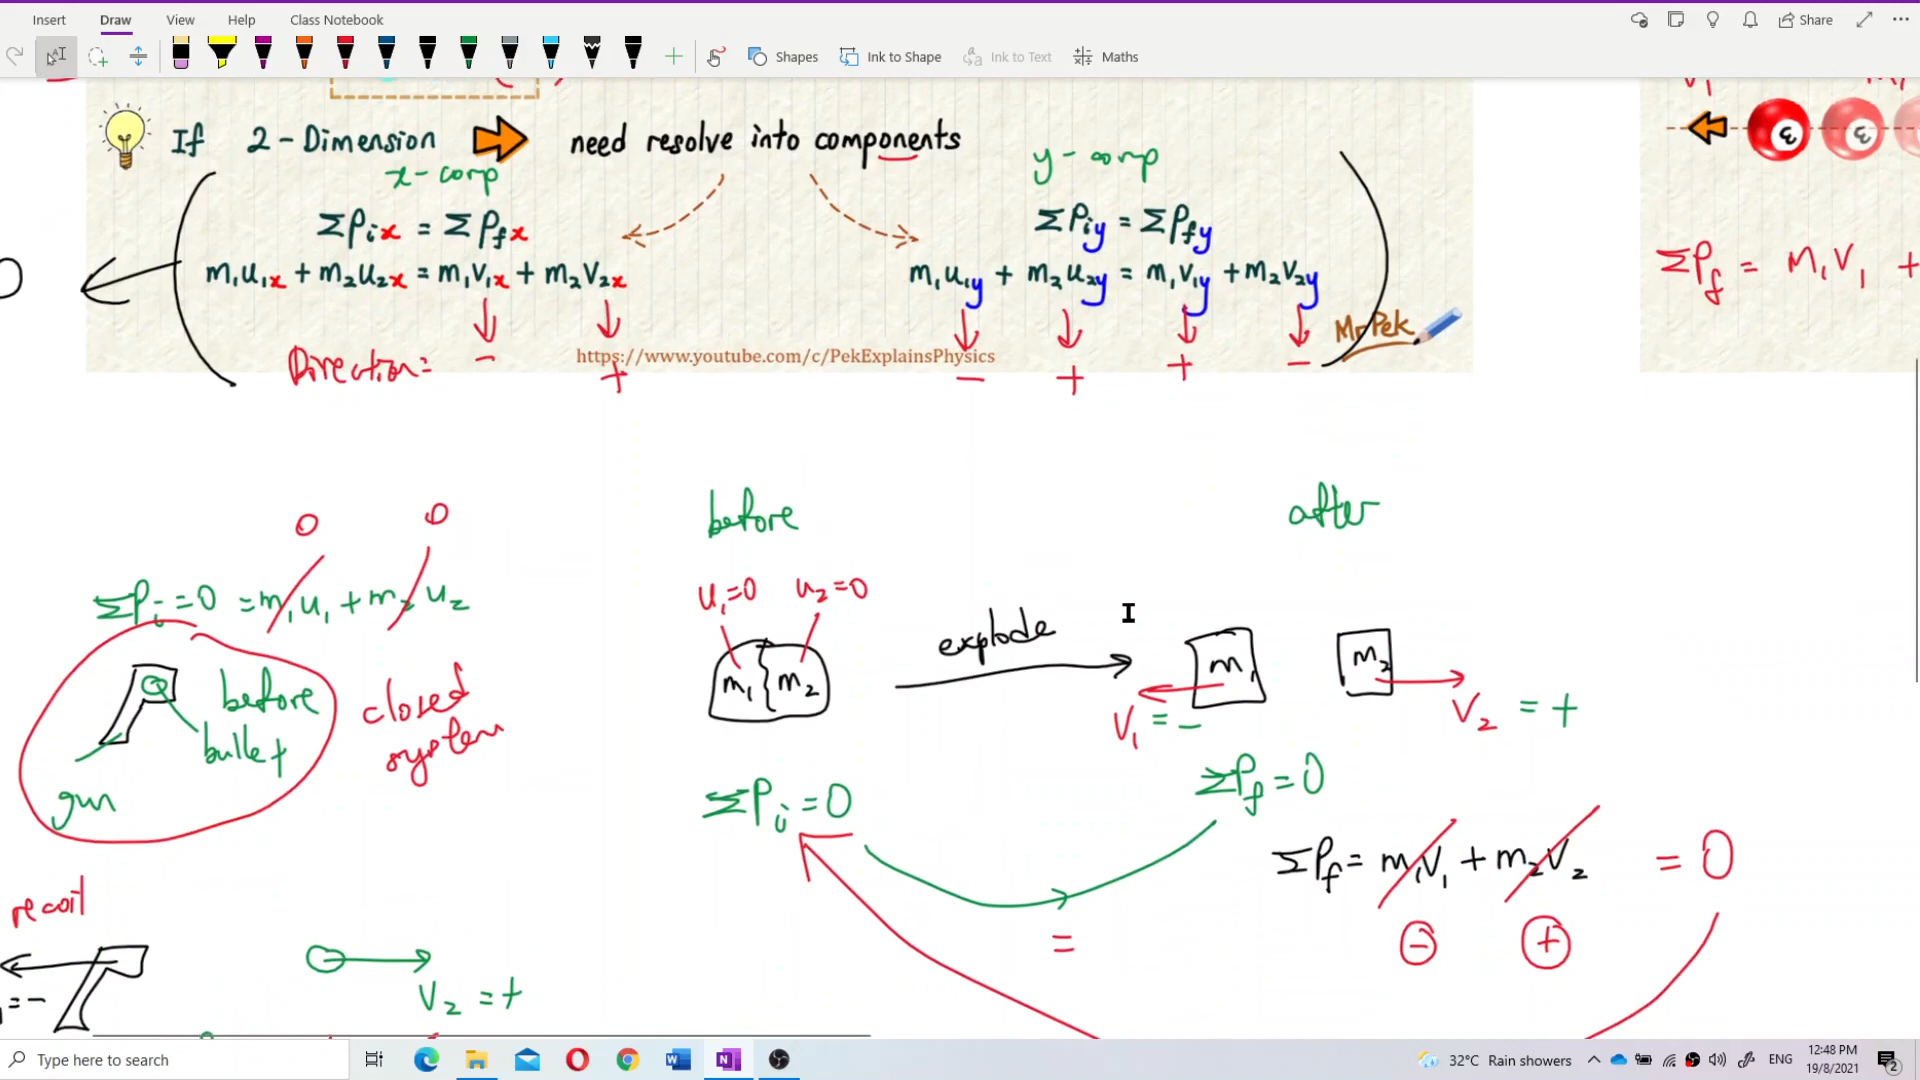 Insert Draw View Help Class Notebook Share
Shapes Ink to Shape Ink to Text Maths
If 2-Dimension need resolve into components
x-comp
y-comp
ΣPix = ΣPfx
ΣPiy = ΣPfy
m₁u₁x + m₂u₂x = m₁v₁x + m₂v₂x
m₁u₁y + m₂u₂y = m₁v₁y + m₂v₂y
Direction = - + - + + -
https://www.youtube.com/c/PekExplainsPhysics
Mr Pek
ΣPf = m₁v₁ +
before
after
0 0
ΣPi = 0 = m₁u₁ + m₂u₂
u₁=0 u₂=0
explode
m₁ m₂
m₁
m₂
V₁ = -
V₂ = +
before
bullet
gun
closed
system
ΣPi = 0
ΣPf = 0
=
ΣPf = m₁V₁ + m₂V₂ = 0
- +
recoil
= -
V₂ = +
Type here to search
32°C Rain showers
ENG
12:48 PM
19/8/2021
2